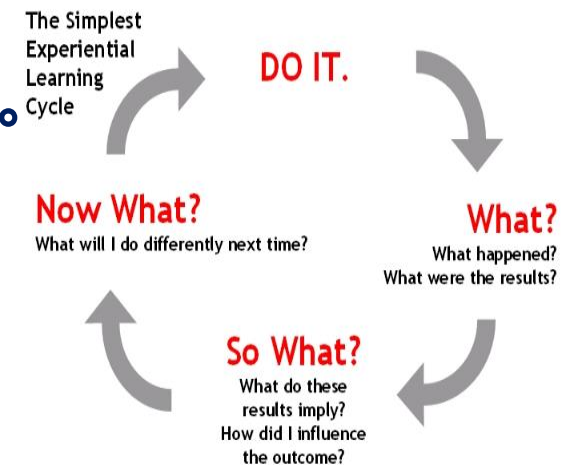 The Simplest
Experiential
Learning
Cycle
DO IT.
What?
What happened?
What were the results?
So What?
What do these
results imply?
How did I influence
the outcome?
Now What?
What will I do differently next time?